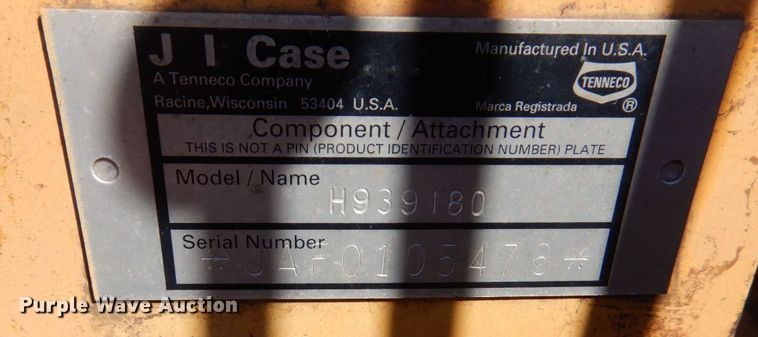 J I Case
A Tenneco Company
Racine, Wisconsin 53404 U.S.A.
Manufactured In U.S.A.
TENNECO
®
Marca Registrada
Component / Attachment
THIS IS NOT A PIN (PRODUCT IDENTIFICATION NUMBER) PLATE
Model / Name
H939180
Serial Number
*JAF0105476*
Purple Wave Auction